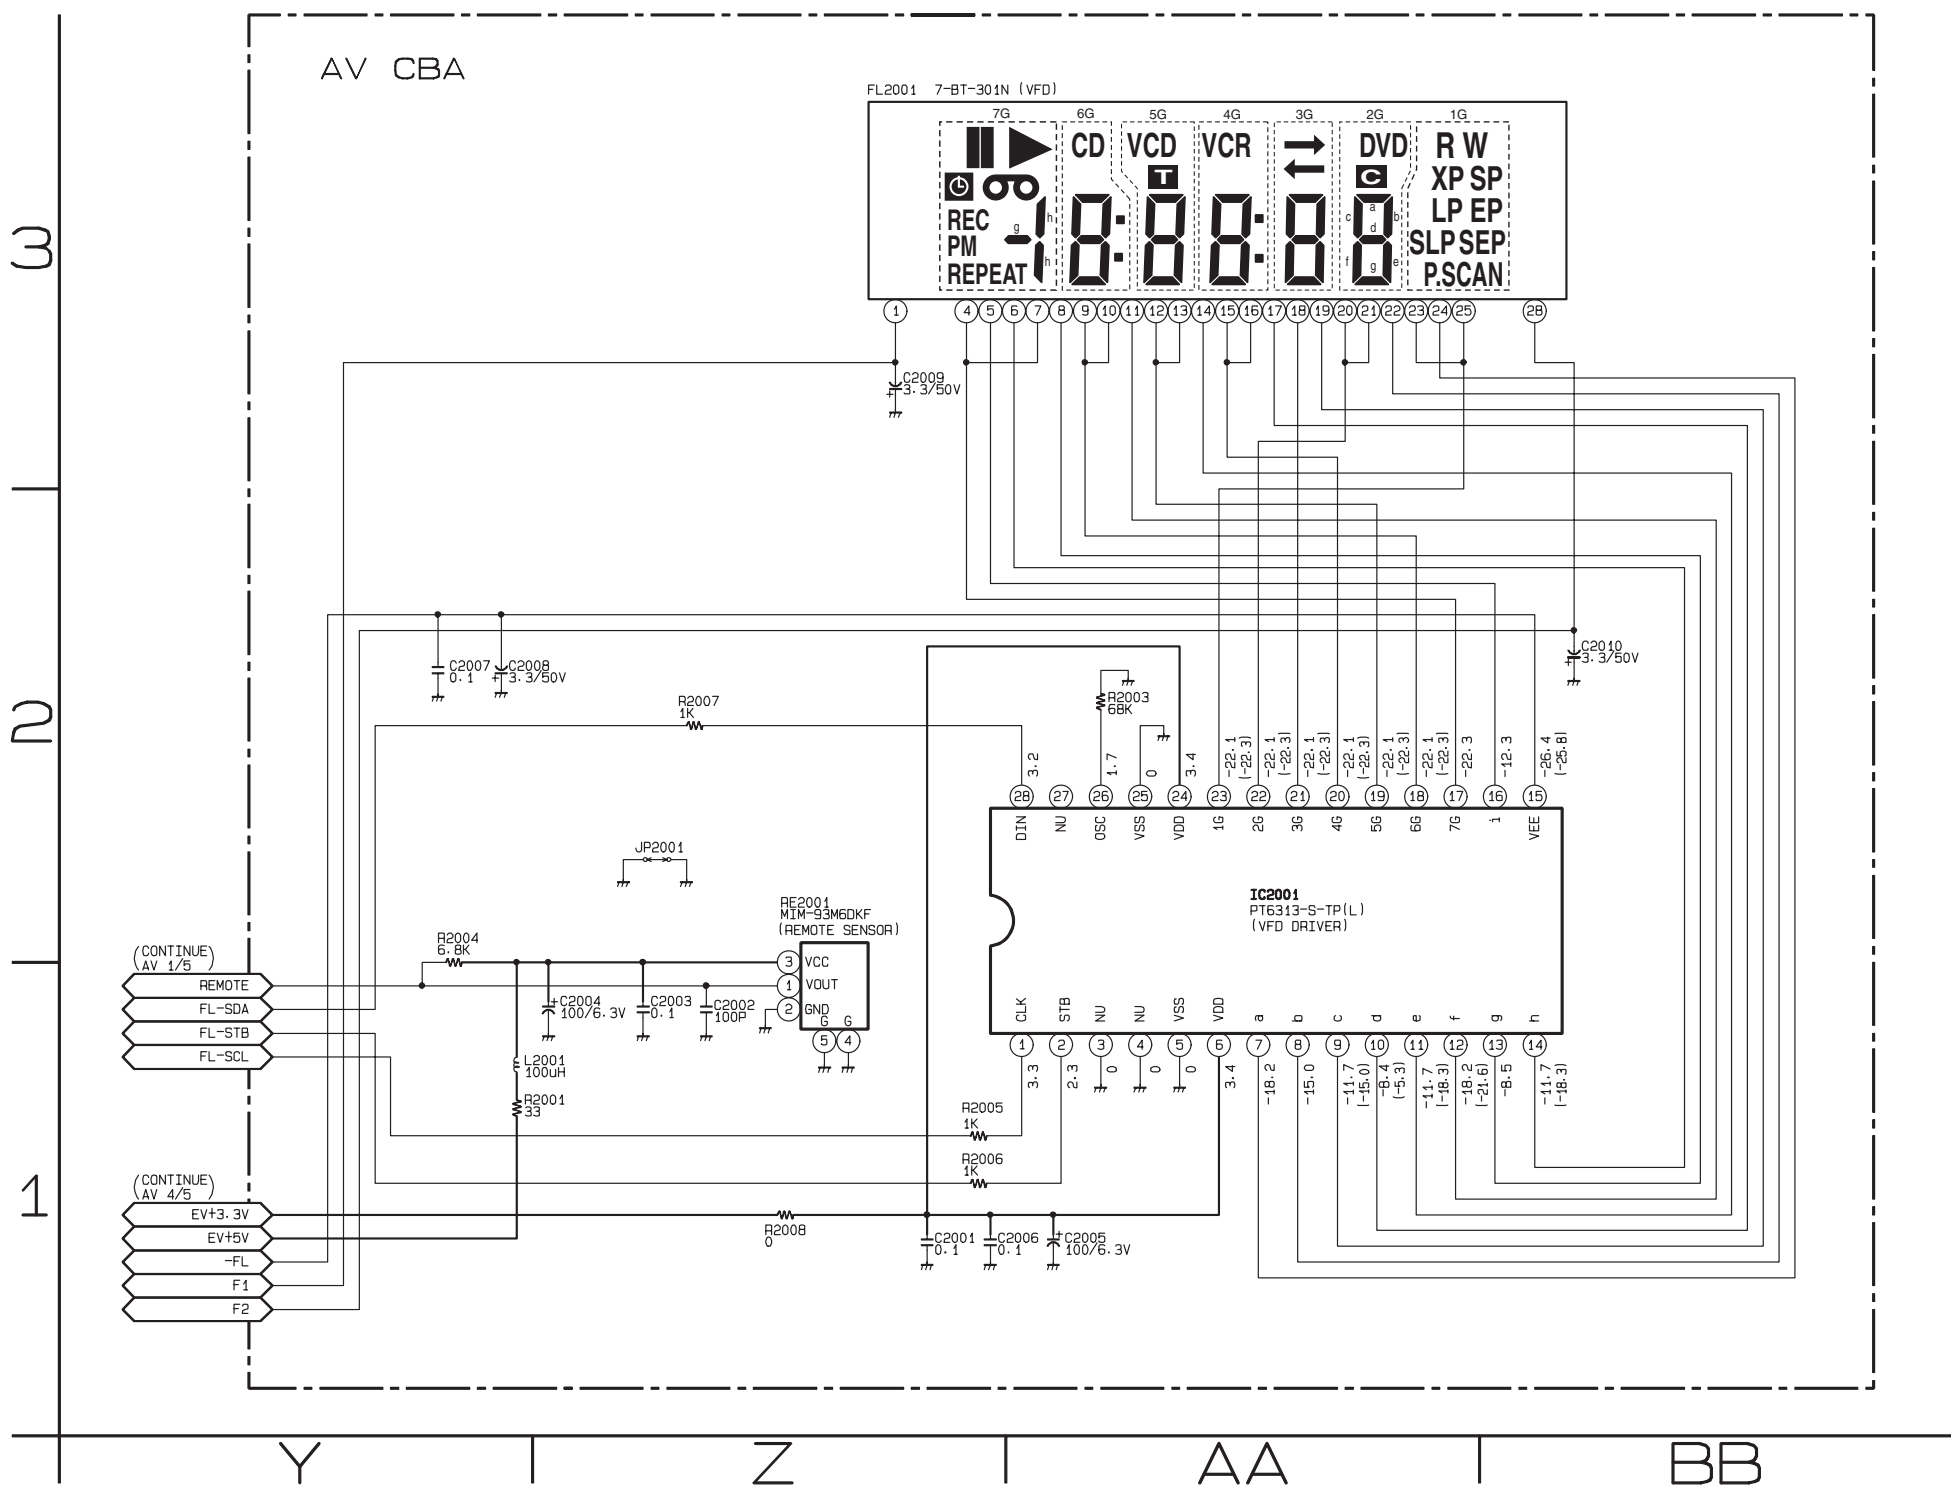 AV CBA
FL2001 7-BT-301N (VFD)
7G 6G 5G 4G 3G 2G 1G
CD VCD VCR DVD R W
T C XP SP
REC LP EP
PM SLP SEP
REPEAT P.SCAN
g h h
a b c d e f g
1 4 5 6 7 8 9 10 11 12 13 14 15 16 17 18 19 20 21 22 23 24 25 28
C2009
3.3/50V
3
2
1
C2007
0.1
C2008
3.3/50V
C2010
3.3/50V
R2007
1K
R2003
68K
3.2
1.7
0
3.4
-22.1
(-22.3)
-22.1
(-22.3)
-22.1
(-22.3)
-22.1
(-22.3)
-22.1
(-22.3)
-22.1
(-22.3)
-22.3
-12.3
-26.4
(-25.8)
28 27 26 25 24 23 22 21 20 19 18 17 16 15
DIN NU OSC VSS VDD 1G 2G 3G 4G 5G 6G 7G i VEE
JP2001
IC2001
PT6313-S-TP(L)
(VFD DRIVER)
RE2001
MIM-93M6DKF
(REMOTE SENSOR)
3 VCC
1 VOUT
2 GND
G G
5 4
R2004
6.8K
(CONTINUE)
(AV 1/5)
REMOTE
FL-SDA
FL-STB
FL-SCL
C2004
100/6.3V
C2003
0.1
C2002
100P
L2001
100uH
R2001
33
CLK STB NU NU VSS VDD a b c d e f g h
1 2 3 4 5 6 7 8 9 10 11 12 13 14
3.3
2.3
0
0
0
3.4
-18.2
-15.0
-11.7
(-15.0)
-8.4
(-5.3)
-11.7
(-18.3)
-18.2
(-21.6)
-8.5
-11.7
(-18.3)
R2005
1K
R2006
1K
(CONTINUE)
(AV 4/5)
EV+3.3V
EV+5V
-FL
F1
F2
R2008
0
C2001
0.1
C2006
0.1
C2005
100/6.3V
Y Z AA BB